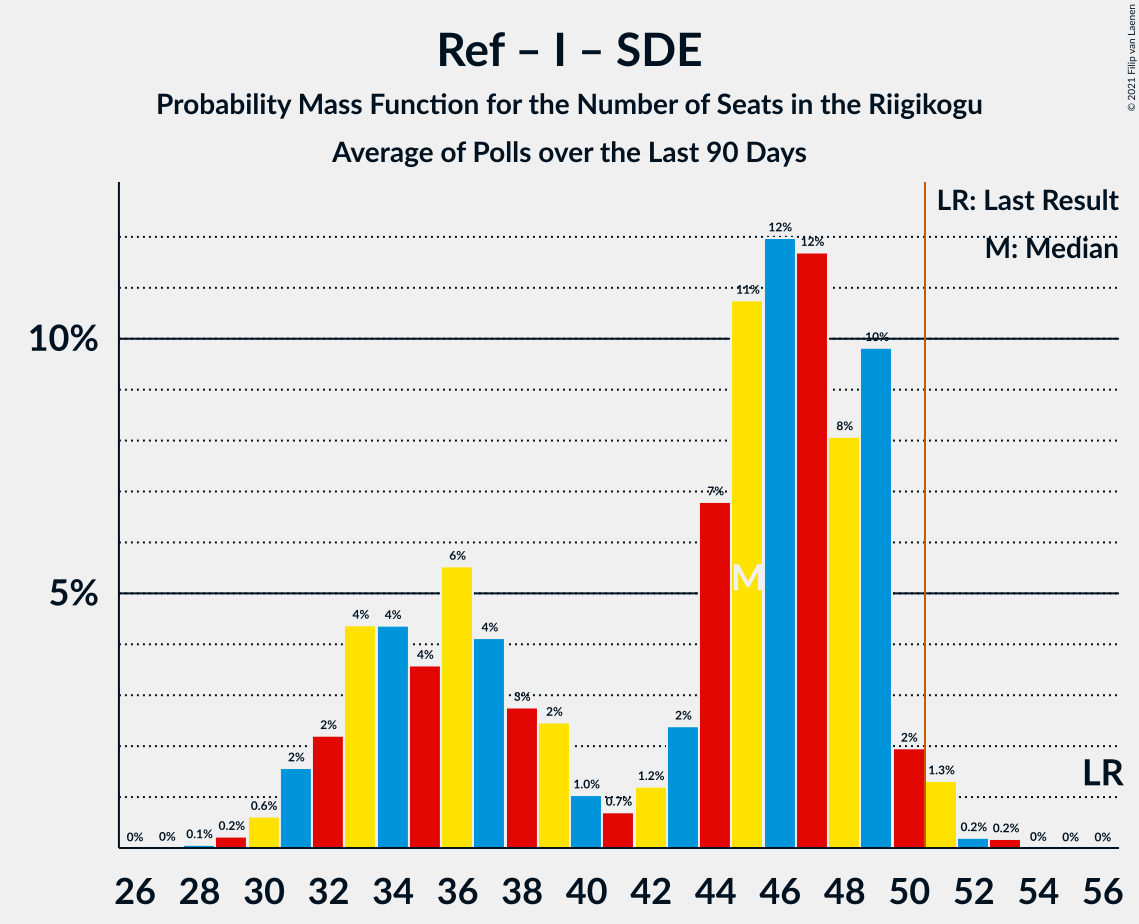 Ref – I – SDE
Probability Mass Function for the Number of Seats in the Riigikogu
Average of Polls over the Last 90 Days
© 2021 Filip van Laenen
LR: Last Result
M: Median
10%
5%
0% 0% 0.1% 0.2% 0.6% 2% 2% 4% 4% 4% 6% 4% 3% 2% 1.0% 0.7% 1.2% 2% 7% 11% 12% 12% 8% 10% 2% 1.3% 0.2% 0.2% 0% 0% 0%
M
LR
26 28 30 32 34 36 38 40 42 44 46 48 50 52 54 56